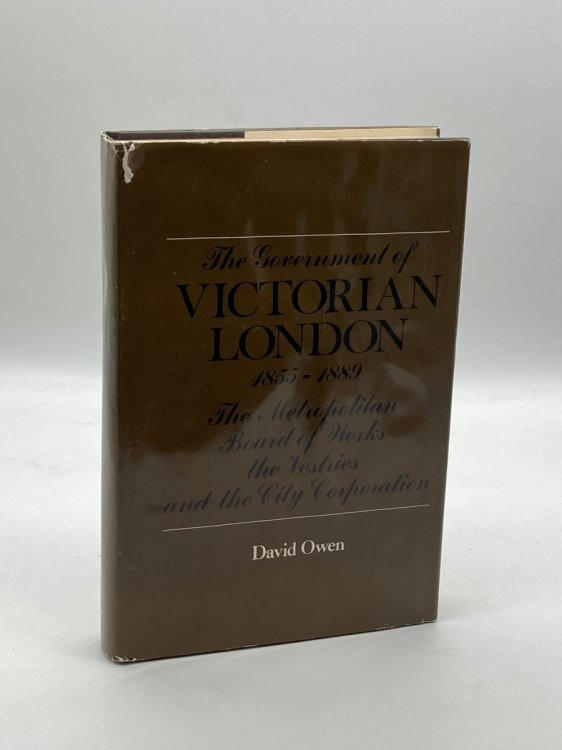 The Government of
VICTORIAN
LONDON
1855-1889
The Metropolitan
Board of Works
the Vestries
and the City Corporation
David Owen